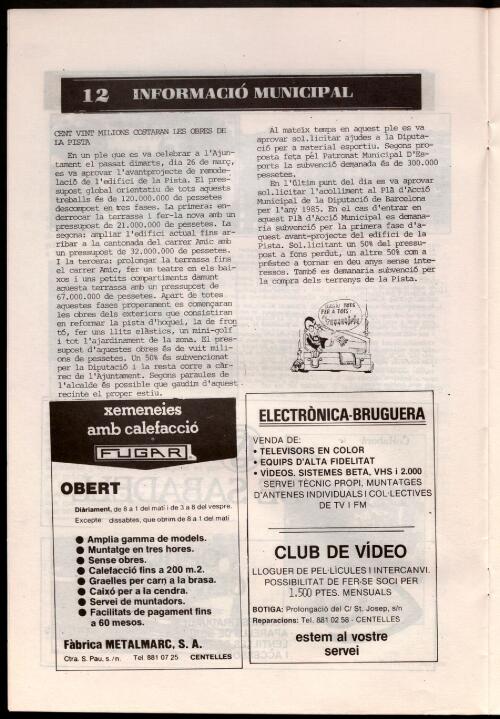 12 INFORMACIÓ MUNICIPAL
CENT VINT MILIONS COSTARAN LES OBRES DE
LA PISTA
En un ple que es va celebrar a l'Ajun-
tament el passat dimarts, dia 26 de març,
es va aprovar l'avantprojecte de remode-
lació de l'edifici de la Pista. El pres-
supost global orientatiu de tots aquests
treballs és de 120.000.000 de pessetes
descompost en tres fases. La primera: en-
derrocar la terrassa i fer-la nova amb un
pressupost de 21.000.000 de pessetes. La
segona: ampliar l'edifici actual fins ar-
ribar a la cantonada del carrer Amic amb
un pressupost de 32.000.000 de pessetes.
I la tercera: prolongar la terrassa fins
el carrer Amic, fer un teatre en els bai-
xos i uns petits compartiments damunt
aquesta terrassa amb un pressupost de
67.000.000 de pessetes. Apart de totes
aquestes fases properament es començaran
les obres dels exteriors que consistiran
en reformar la pista d'hoquei, la de fron
tó, fer uns llits elàstics, un mini-golf
i tot l'ajardinament de la zona. El pres-
supost d'aquestes obres és de vuit mili-
ons de pessetes. Un 50% és subvencionat
per la Diputació i la resta corre a càr-
rec de l'Ajuntament. Segons paraules de
l'alcalde és possible que gaudim d'aquest
recinte el proper estiu.
Al mateix temps en aquest ple es va
aprovar sol.licitar ajudes a la Diputa-
ció per a material esportiu. Segons pro-
posta feta pel Patronat Municipal D'Es-
ports la subvenció demanada és de 300.000
pessetes.
En l'últim punt del dia es va aprovar
sol.licitar l'acolliment al Plà d'Acció
Municipal de la Diputació de Barcelona
per l'any 1985. En el cas d'entrar en
aquest Plà d'Acció Municipal es demana-
ria subvenció per la primera fase d'a-
quest avant-projecte del edifici de la
Pista. Sol.licitant un 50% del pressu-
post a fons perdut, un altre 50% com a
préstec a tornar en deu anys sense inte-
ressos. També es demanaria subvenció per
la compra dels terrenys de la Pista.
PER A TOTS
xemeneies
amb calefacció
FUGAR
OBERT
Diàriament, de 8 a 1 del matí i de 3 a 8 del vespre.
Excepte: dissabtes, que obrim de 8 a 1 del matí
● Amplia gamma de models.
● Muntatge en tres hores.
● Sense obres.
● Calefacció fins a 200 m.2.
● Graelles per carn a la brasa.
● Caixó per a la cendra.
● Servei de muntadors.
● Facilitats de pagament fins
a 60 mesos.
Fàbrica METALMARC, S. A.
Ctra. S. Pau, s./n. Tel. 881 07 25 CENTELLES
ELECTRÒNICA-BRUGUERA
VENDA DE:
• TELEVISORS EN COLOR
• EQUIPS D'ALTA FIDELITAT
• VÍDEOS. SISTEMES BETA, VHS i 2.000
SERVEI TÈCNIC PROPI, MUNTATGES
D'ANTENES INDIVIDUALS I COL·LECTIVES
DE TV I FM
CLUB DE VÍDEO
LLOGUER DE PEL·LÍCULES I INTERCANVI.
POSSIBILITAT DE FER-SE SOCI PER
1.500 PTES. MENSUALS
BOTIGA: Prolongació del C/ St. Josep, s/n
Reparacions: Tel. 881 02 58 - CENTELLES
estem al vostre
servei